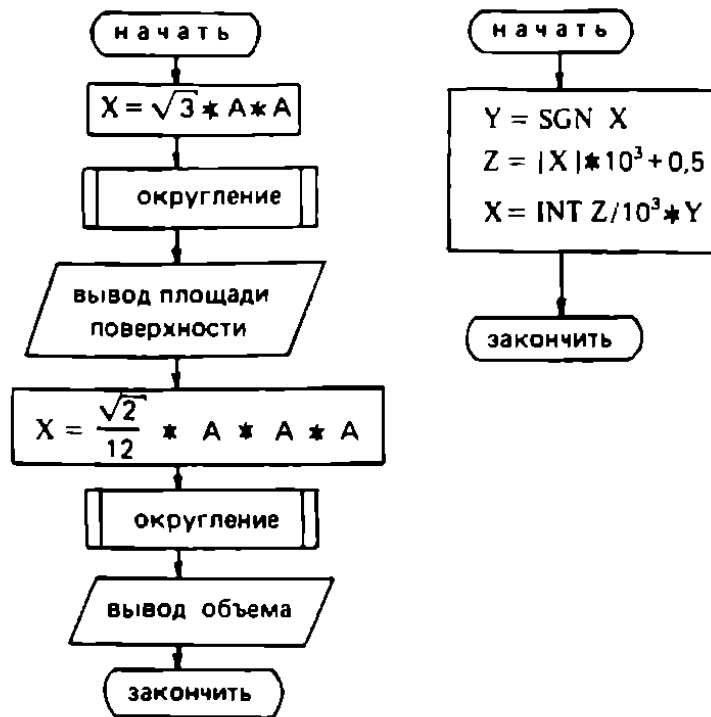 начать
X = √3 * A * A
округление
вывод площади
поверхности
X = √2/12 * A * A * A
округление
вывод объема
закончить
начать
Y = SGN X
Z = |X|*10³+0,5
X = INT Z/10³*Y
закончить